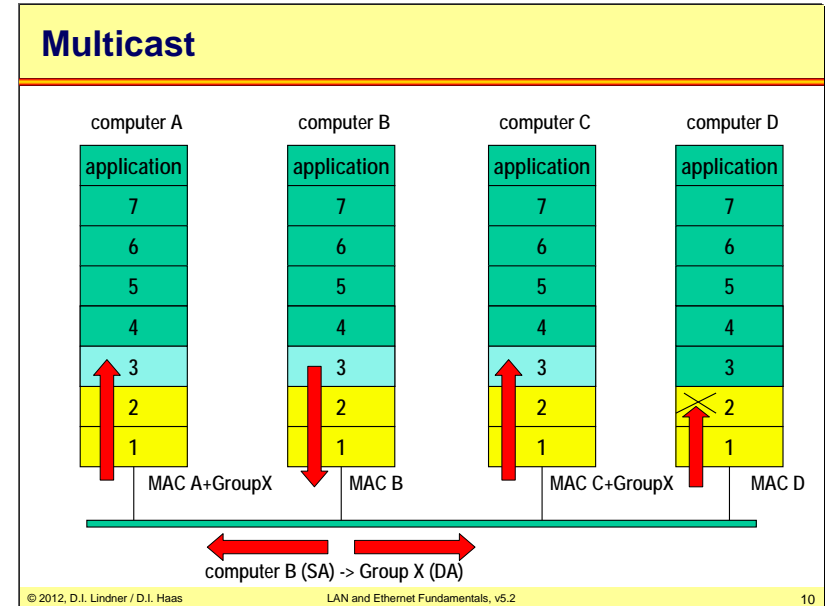 Multicast
computer A computer B computer C computer D
application application application application
7 7 7 7
6 6 6 6
5 5 5 5
4 4 4 4
3 3 3 3
2 2 2 2
1 1 1 1
MAC A+GroupX MAC B MAC C+GroupX MAC D
computer B (SA) -> Group X (DA)
© 2012, D.I. Lindner / D.I. Haas LAN and Ethernet Fundamentals, v5.2 10